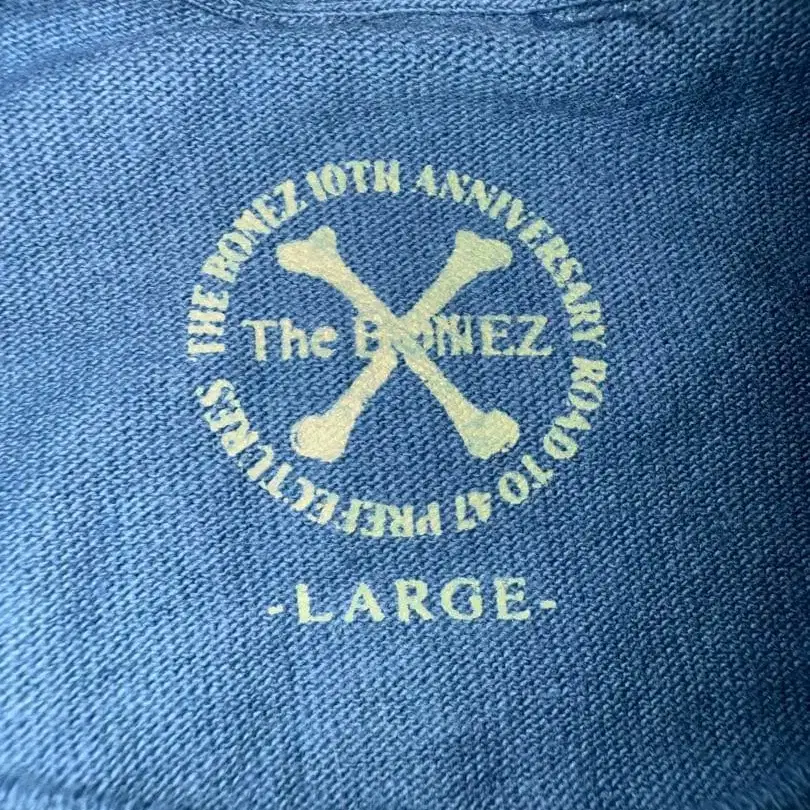 THE BONEZ 10TH ANNIVERSARY ROAD TO 47 PREFECTURES
The BONEZ
-LARGE-